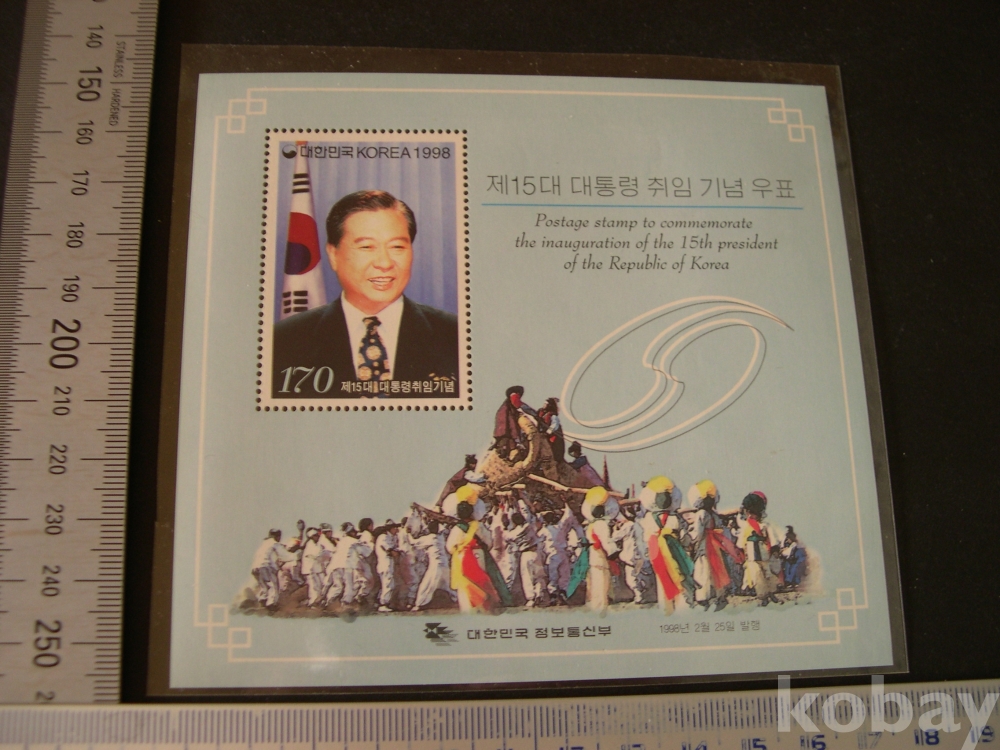 대한민국 KOREA 1998
170 제15대 대통령취임기념
제15대 대통령 취임 기념 우표
Postage stamp to commemorate
the inauguration of the 15th president
of the Republic of Korea
대한민국 정보통신부
1998년 2월 25일 발행
STAINLESS HARDENED
140
150
160
170
180
190
200
210
220
230
240
250
kobay